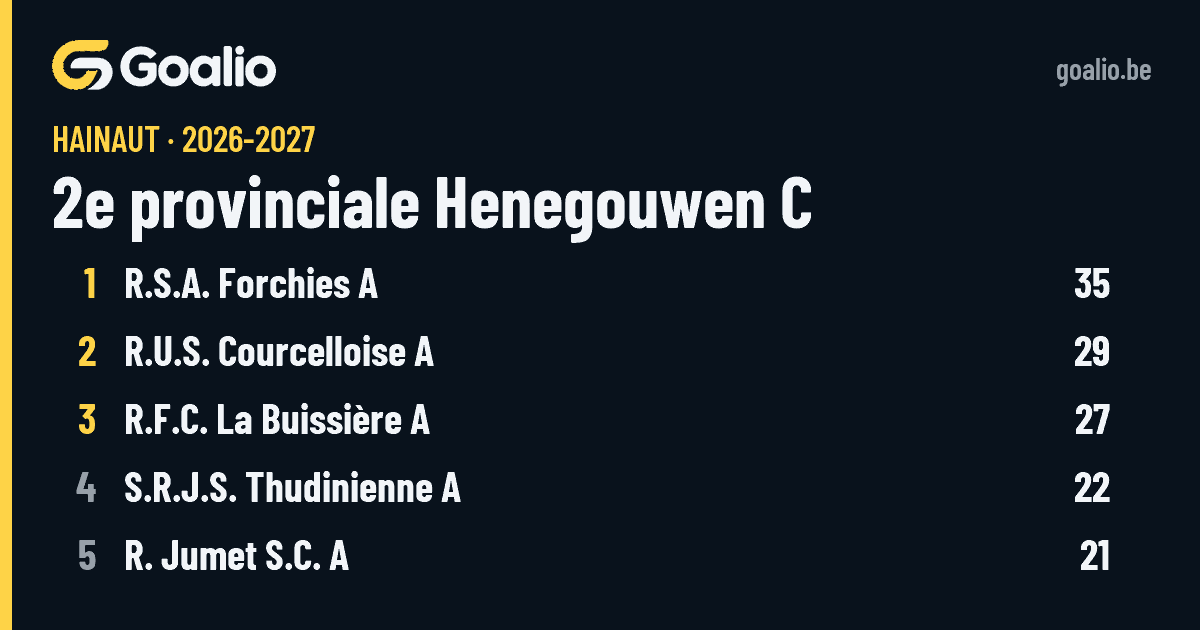 Goalio
goalio.be
HAINAUT · 2026-2027
2e provinciale Henegouwen C
1 R.S.A. Forchies A 35
2 R.U.S. Courcelloise A 29
3 R.F.C. La Buissière A 27
4 S.R.J.S. Thudinienne A 22
5 R. Jumet S.C. A 21